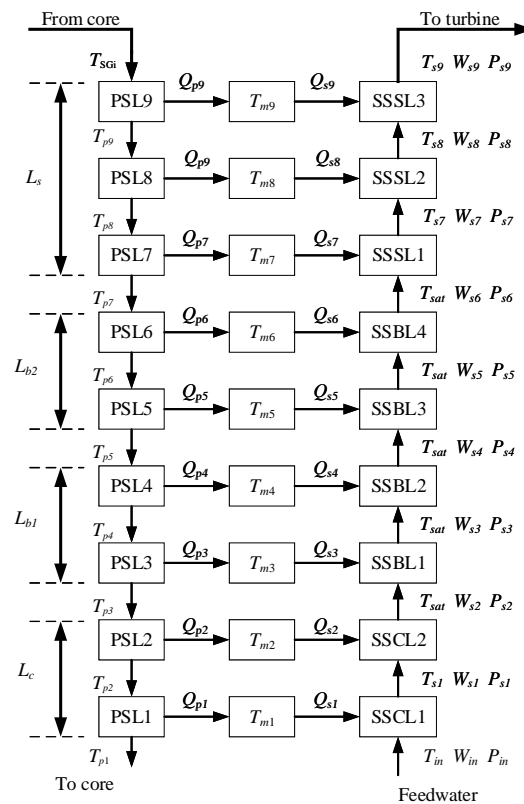 From core
To turbine
T_SGi
Q_p9
Q_s9
T_s9 W_s9 P_s9
PSL9
T_m9
SSSL3
T_p9
Q_p9
Q_s8
T_s8 W_s8 P_s8
L_s
PSL8
T_m8
SSSL2
T_p8
Q_p7
Q_s7
T_s7 W_s7 P_s7
PSL7
T_m7
SSSL1
T_p7
Q_p6
Q_s6
T_sat W_s6 P_s6
PSL6
T_m6
SSBL4
L_b2
T_p6
Q_p5
Q_s5
T_sat W_s5 P_s5
PSL5
T_m5
SSBL3
T_p5
Q_p4
Q_s4
T_sat W_s4 P_s4
PSL4
T_m4
SSBL2
L_b1
T_p4
Q_p3
Q_s3
T_sat W_s3 P_s3
PSL3
T_m3
SSBL1
T_p3
Q_p2
Q_s2
T_sat W_s2 P_s2
PSL2
T_m2
SSCL2
L_c
T_p2
Q_p1
Q_s1
T_s1 W_s1 P_s1
PSL1
T_m1
SSCL1
T_p1
T_in W_in P_in
To core
Feedwater